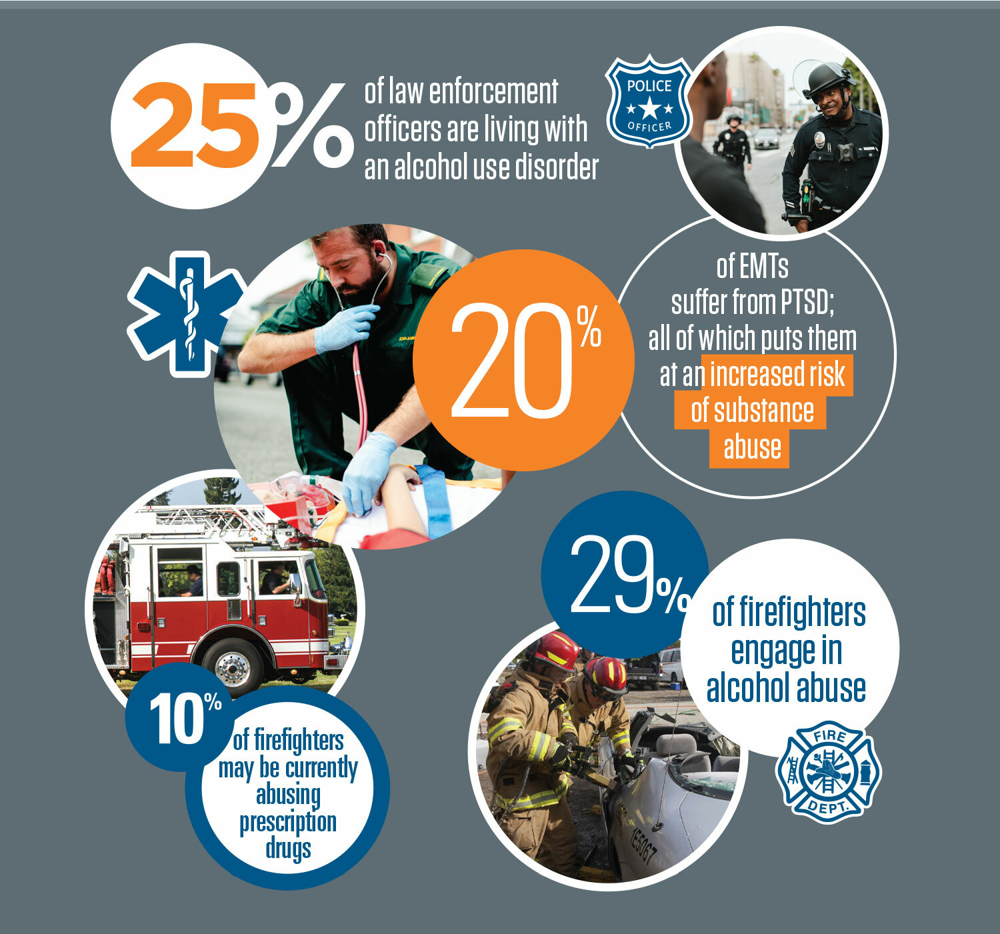 25%
of law enforcement
officers are living with
an alcohol use disorder
POLICE
OFFICER
20%
of EMTs
suffer from PTSD;
all of which puts them
at an increased risk
of substance
abuse
29%
of firefighters
engage in
alcohol abuse
FIRE
DEPT.
10%
of firefighters
may be currently
abusing
prescription
drugs
1E5067